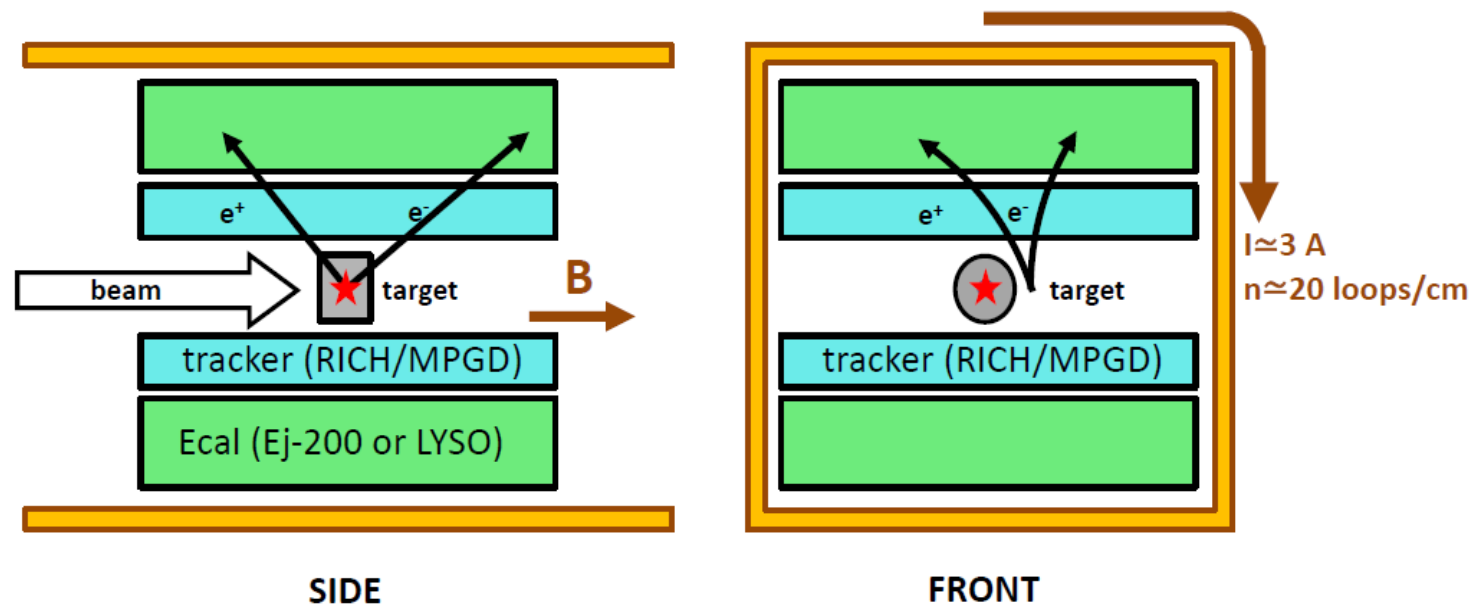 e⁺
e⁻
beam
target
B
tracker (RICH/MPGD)
Ecal (Ej-200 or LYSO)
SIDE
e⁺
e⁻
target
tracker (RICH/MPGD)
I≃3 A
n≃20 loops/cm
FRONT